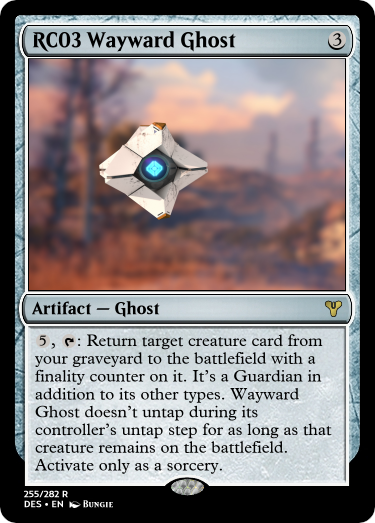 RC03 Wayward Ghost 3
Artifact — Ghost
5, T: Return target creature card from
your graveyard to the battlefield with a
finality counter on it. It's a Guardian in
addition to its other types. Wayward
Ghost doesn't untap during its
controller's untap step for as long as that
creature remains on the battlefield.
Activate only as a sorcery.
255/282 R
DES • EN Bungie